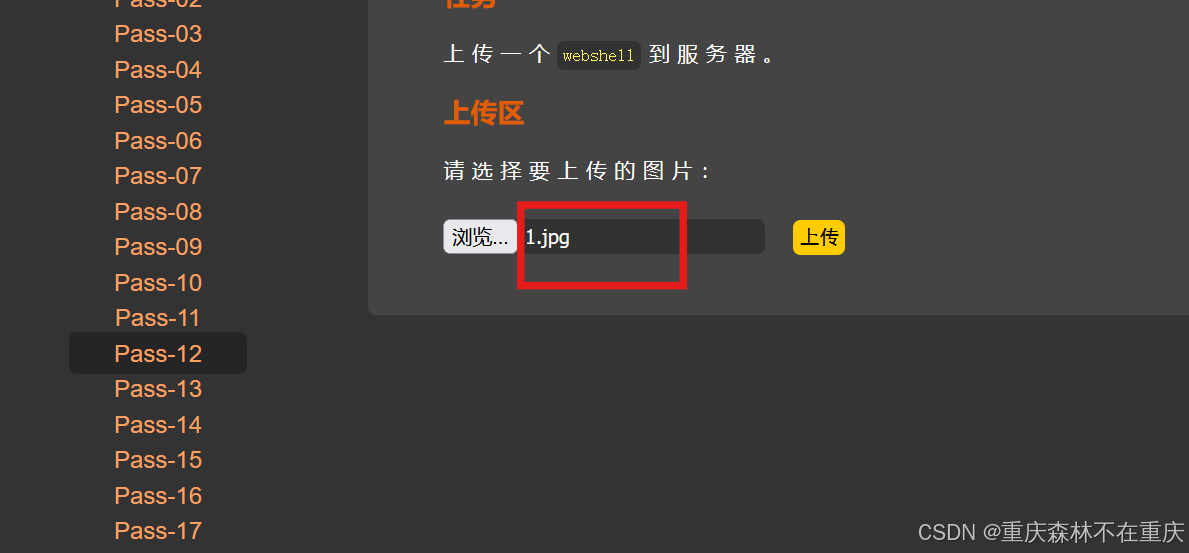 Pass-02
Pass-03
Pass-04
Pass-05
Pass-06
Pass-07
Pass-08
Pass-09
Pass-10
Pass-11
Pass-12
Pass-13
Pass-14
Pass-15
Pass-16
Pass-17
任务
上传一个 webshell 到服务器。
上传区
请选择要上传的图片：
浏览... 1.jpg 上传
CSDN @重庆森林不在重庆